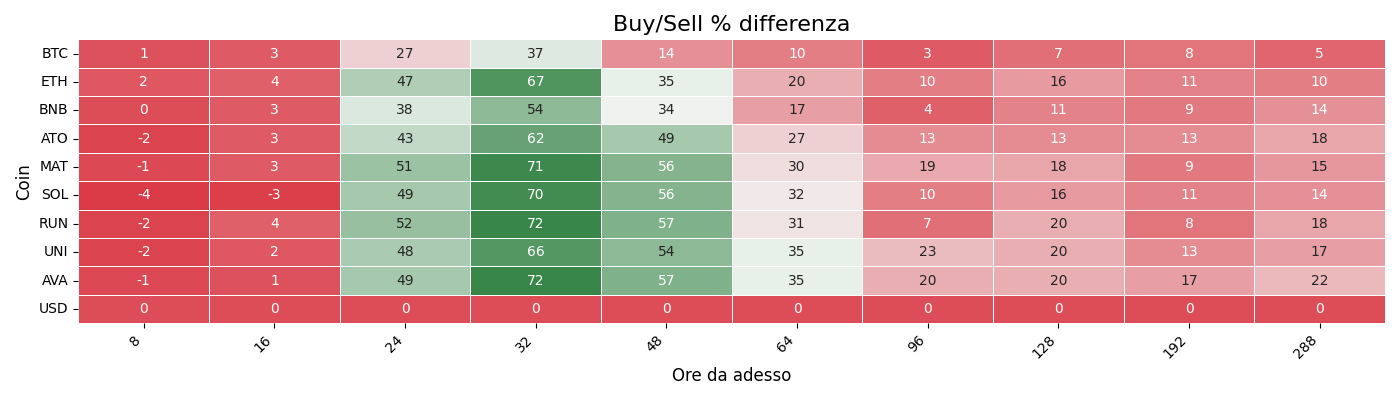 Buy/Sell % differenza
Coin
BTC 1 3 27 37 14 10 3 7 8 5
ETH 2 4 47 67 35 20 10 16 11 10
BNB 0 3 38 54 34 17 4 11 9 14
ATO -2 3 43 62 49 27 13 13 13 18
MAT -1 3 51 71 56 30 19 18 9 15
SOL -4 -3 49 70 56 32 10 16 11 14
RUN -2 4 52 72 57 31 7 20 8 18
UNI -2 2 48 66 54 35 23 20 13 17
AVA -1 1 49 72 57 35 20 20 17 22
USD 0 0 0 0 0 0 0 0 0 0
8 16 24 32 48 64 96 128 192 288
Ore da adesso